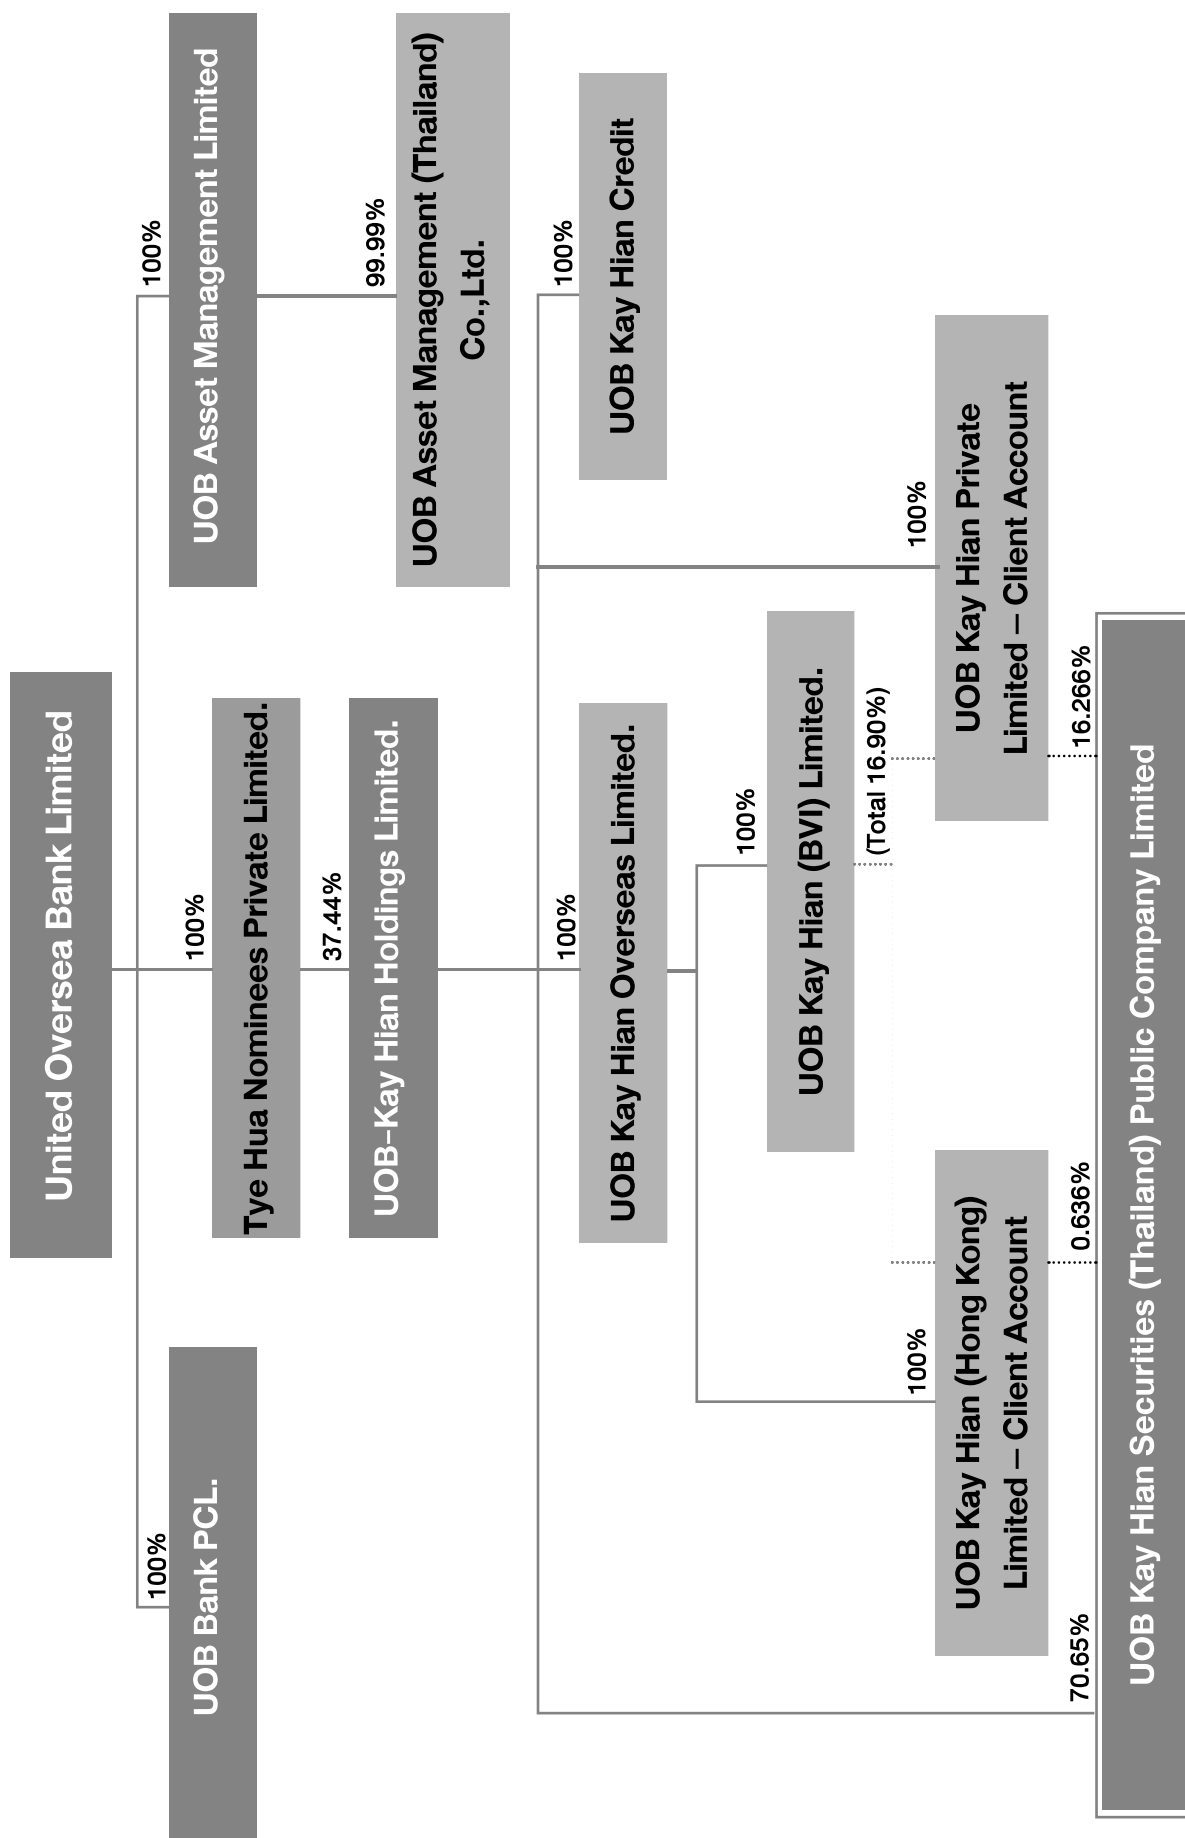 United Oversea Bank Limited
100%
UOB Bank PCL.
100%
Tye Hua Nominees Private Limited.
100%
UOB Asset Management Limited
37.44%
UOB–Kay Hian Holdings Limited.
99.99%
UOB Asset Management (Thailand)
Co.,Ltd.
100%
UOB Kay Hian Overseas Limited.
100%
UOB Kay Hian Credit
100%
UOB Kay Hian (BVI) Limited.
(Total 16.90%)
100%
UOB Kay Hian (Hong Kong)
Limited – Client Account
100%
UOB Kay Hian Private
Limited – Client Account
70.65%
0.636%
16.266%
UOB Kay Hian Securities (Thailand) Public Company Limited